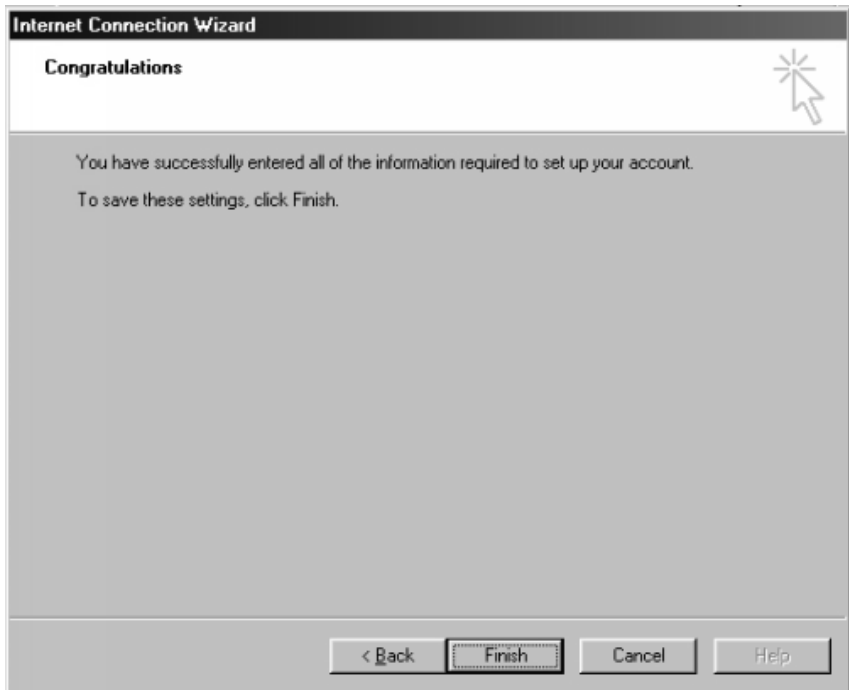 Internet Connection Wizard
Congratulations
You have successfully entered all of the information required to set up your account.
To save these settings, click Finish.
< Back
Finish
Cancel
Help